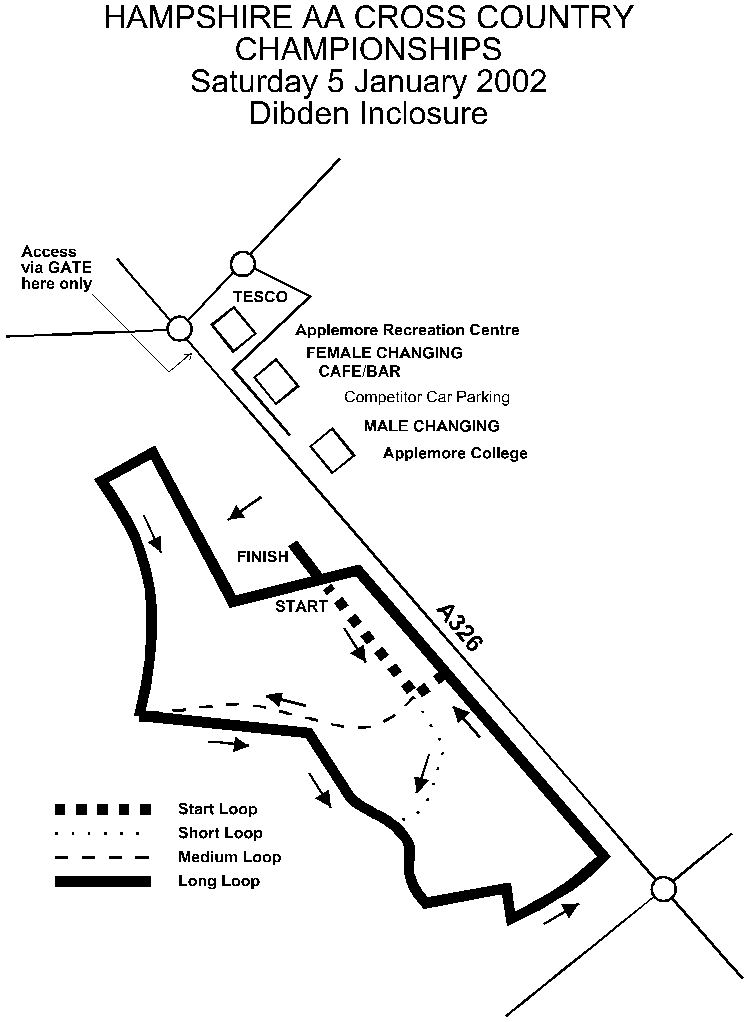 HAMPSHIRE AA CROSS COUNTRY
CHAMPIONSHIPS
Saturday 5 January 2002
Dibden Inclosure
Access
via GATE
here only
TESCO
Applemore Recreation Centre
FEMALE CHANGING
CAFE/BAR
Competitor Car Parking
MALE CHANGING
Applemore College
FINISH
START
A326
Start Loop
Short Loop
Medium Loop
Long Loop